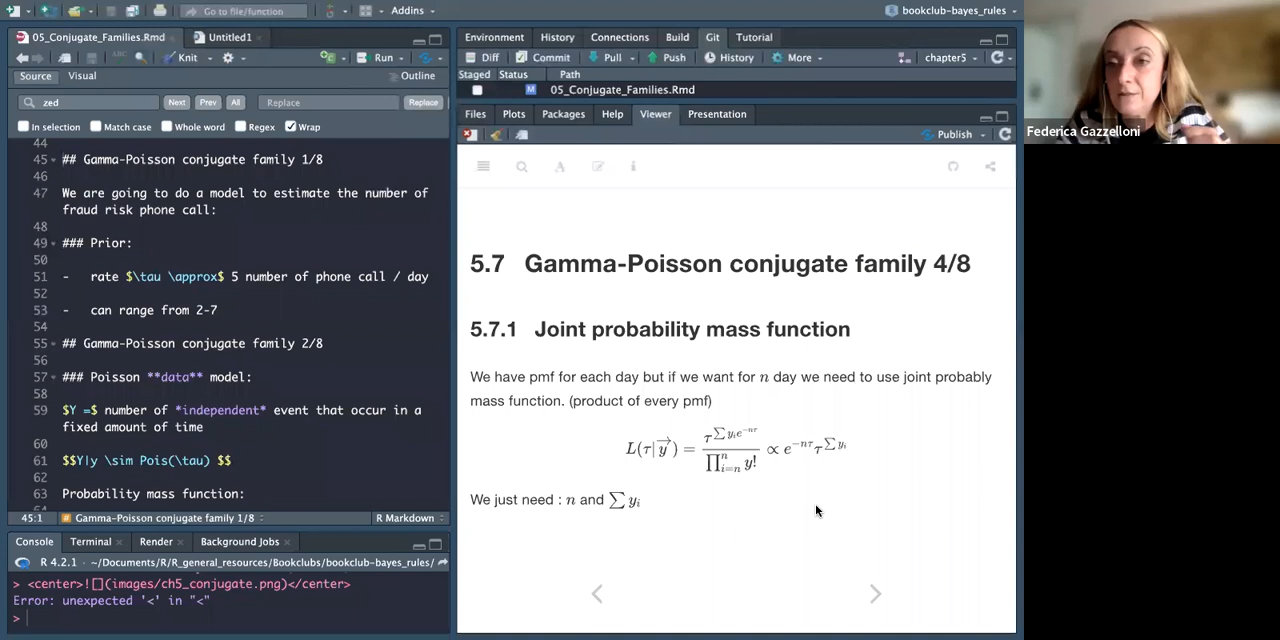 Go to file/function
Addins
bookclub-bayes_rules
05_Conjugate_Families.Rmd
Untitled1
ABC
Knit
Run
Source
Visual
Outline
zed
Next
Prev
All
Replace
Replace
In selection
Match case
Whole word
Regex
Wrap
44
45 ## Gamma-Poisson conjugate family 1/8
46
47 We are going to do a model to estimate the number of
fraud risk phone call:
48
49 ### Prior:
50
51 - rate $\tau \approx$ 5 number of phone call / day
52
53 - can range from 2-7
54
55 ## Gamma-Poisson conjugate family 2/8
56
57 ### Poisson **data** model:
58
59 $Y =$ number of *independent* event that occur in a
fixed amount of time
60
61 $$Y|y \sim Pois(\tau) $$
62
63 Probability mass function:
64
45:1
# Gamma-Poisson conjugate family 1/8
R Markdown
Console
Terminal
Render
Background Jobs
R 4.2.1 · ~/Documents/R/R_general_resources/Bookclubs/bookclub-bayes_rules/
> <center>![](images/ch5_conjugate.png)</center>
Error: unexpected '<' in "<"
>
Environment
History
Connections
Build
Git
Tutorial
Diff
Commit
Pull
Push
History
More
chapter5
Staged
Status
Path
M
05_Conjugate_Families.Rmd
Files
Plots
Packages
Help
Viewer
Presentation
Publish
A
i
5.7 Gamma-Poisson conjugate family 4/8
5.7.1 Joint probability mass function
We have pmf for each day but if we want for n day we need to use joint probably
mass function. (product of every pmf)
L(τ|y⃗) = τ^{∑ y_i e^{-nτ}} / ∏_{i=n}^{n} y! ∝ e^{-nτ} τ^{∑ y_i}
We just need : n and ∑ y_i
Federica Gazzelloni